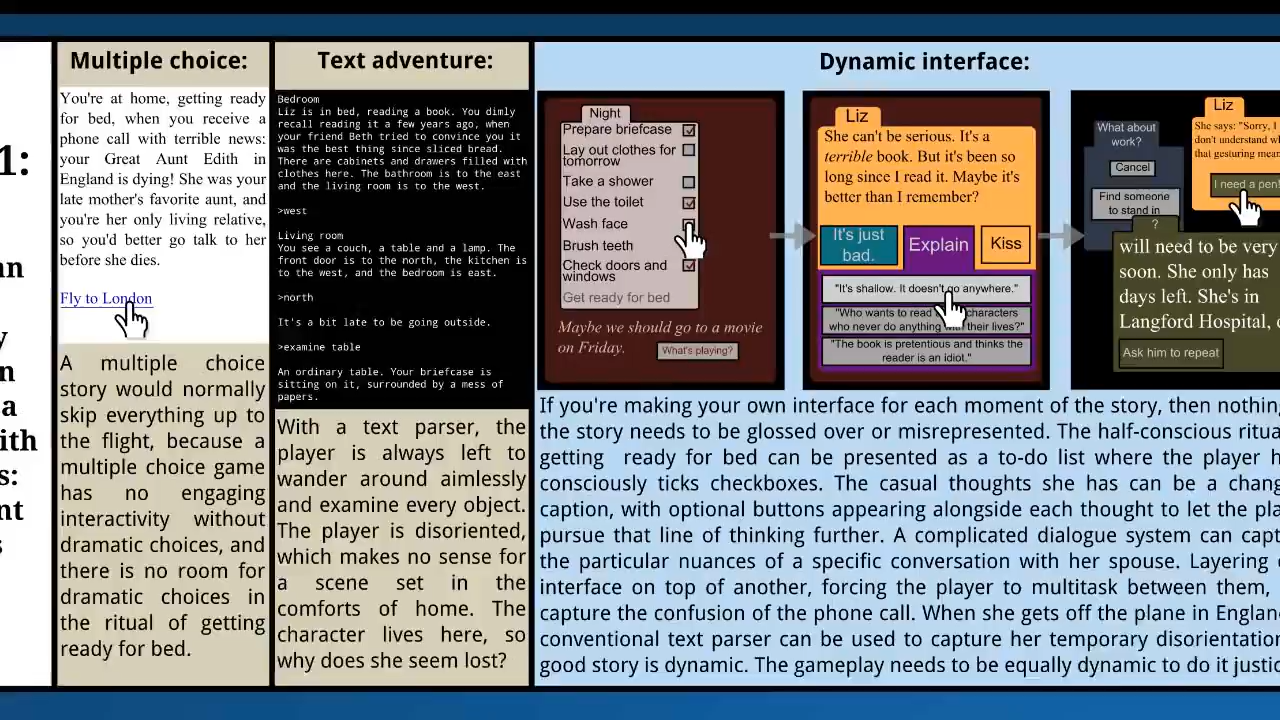 1:
an
y
n
a
ith
s:
nt
s
Multiple choice:
You're at home, getting ready
for bed, when you receive a
phone call with terrible news:
your Great Aunt Edith in
England is dying! She was your
late mother's favorite aunt, and
you're her only living relative,
so you'd better go talk to her
before she dies.
Fly to London
A multiple choice
story would normally
skip everything up to
the flight, because a
multiple choice game
has no engaging
interactivity without
dramatic choices, and
there is no room for
dramatic choices in
the ritual of getting
ready for bed.
Text adventure:
Bedroom
Liz is in bed, reading a book. You dimly
recall reading it a few years ago, when
your friend Beth tried to convince you it
was the best thing since sliced bread.
There are cabinets and drawers filled with
clothes here. The bathroom is to the east
and the living room is to the west.
>west
Living room
You see a couch, a table and a lamp. The
front door is to the north, the kitchen is
to the west, and the bedroom is east.
>north
It's a bit late to be going outside.
>examine table
An ordinary table. Your briefcase is
sitting on it, surrounded by a mess of
papers.
With a text parser, the
player is always left to
wander around aimlessly
and examine every object.
The player is disoriented,
which makes no sense for
a scene set in the
comforts of home. The
character lives here, so
why does she seem lost?
Dynamic interface:
Night
Prepare briefcase
Lay out clothes for
tomorrow
Take a shower
Use the toilet
Wash face
Brush teeth
Check doors and
windows
Get ready for bed
Maybe we should go to a movie
on Friday.
What's playing?
Liz
She can't be serious. It's a
terrible book. But it's been so
long since I read it. Maybe it's
better than I remember?
It's just
bad.
Explain
Kiss
"It's shallow. It doesn't go anywhere."
"Who wants to read characters
who never do anything with their lives?"
"The book is pretentious and thinks the
reader is an idiot."
What about
work?
Cancel
Find someone
to stand in
Liz
She says: "Sorry, I
don't understand wh
that gesturing mean
I need a pen!
?
will need to be very
soon. She only has
days left. She's in
Langford Hospital,
Ask him to repeat
If you're making your own interface for each moment of the story, then nothing
the story needs to be glossed over or misrepresented. The half-conscious ritua
getting ready for bed can be presented as a to-do list where the player h
consciously ticks checkboxes. The casual thoughts she has can be a chang
caption, with optional buttons appearing alongside each thought to let the pla
pursue that line of thinking further. A complicated dialogue system can capt
the particular nuances of a specific conversation with her spouse. Layering
interface on top of another, forcing the player to multitask between them,
capture the confusion of the phone call. When she gets off the plane in Englan
conventional text parser can be used to capture her temporary disorientation
good story is dynamic. The gameplay needs to be equally dynamic to do it justic